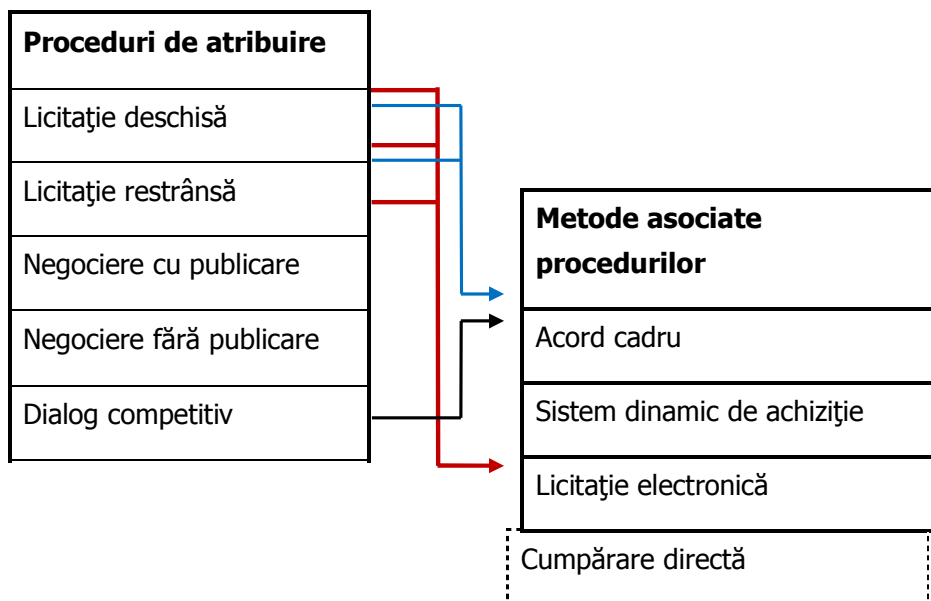 Proceduri de atribuire
Licitaţie deschisă
Licitaţie restrânsă
Negociere cu publicare
Negociere fără publicare
Dialog competitiv
Metode asociate
procedurilor
Acord cadru
Sistem dinamic de achiziţie
Licitaţie electronică
Cumpărare directă